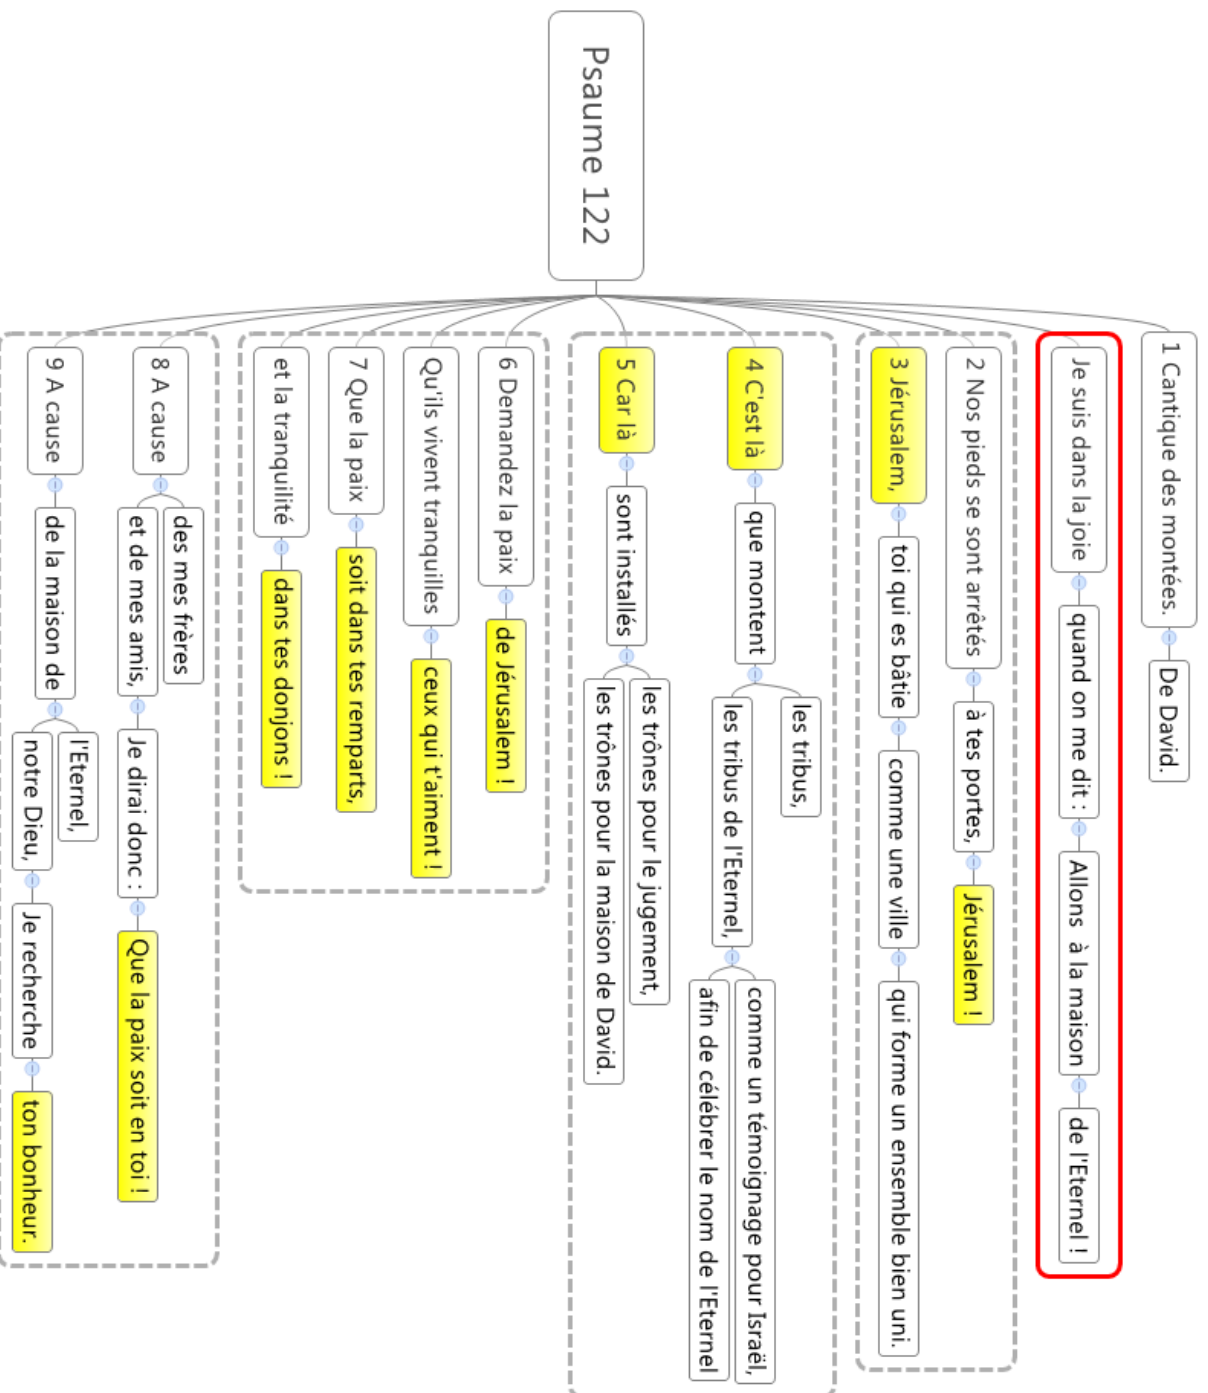 Psaume 122
1 Cantique des montées.
De David.
Je suis dans la joie
quand on me dit :
Allons à la maison
de l'Eternel !
2 Nos pieds se sont arrêtés
à tes portes,
Jérusalem !
3 Jérusalem,
toi qui es bâtie
comme une ville
qui forme un ensemble bien uni.
4 C'est là
que montent
les tribus,
les tribus de l'Eternel,
comme un témoignage pour Israël,
afin de célébrer le nom de l'Eternel
5 Car là
sont installés
les trônes pour le jugement,
les trônes pour la maison de David.
6 Demandez la paix
de Jérusalem !
Qu'ils vivent tranquilles
ceux qui t'aiment !
7 Que la paix
soit dans tes remparts,
et la tranquilité
dans tes donjons !
8 A cause
des mes frères
et de mes amis,
Je dirai donc :
Que la paix soit en toi !
9 A cause
de la maison de
l'Eternel,
notre Dieu,
Je recherche
ton bonheur.